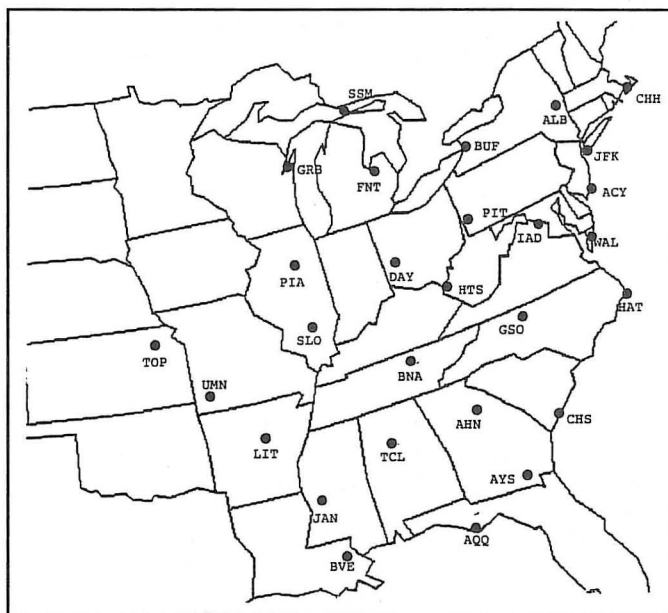 SSM
CHH
ALB
BUF
JFK
GRB
FNT
ACY
PIT
IAD
WAL
PIA
DAY
HTS
HAT
SLO
GSO
TOP
BNA
UMN
AHN
CHS
LIT
TCL
AYS
JAN
AQQ
BVE